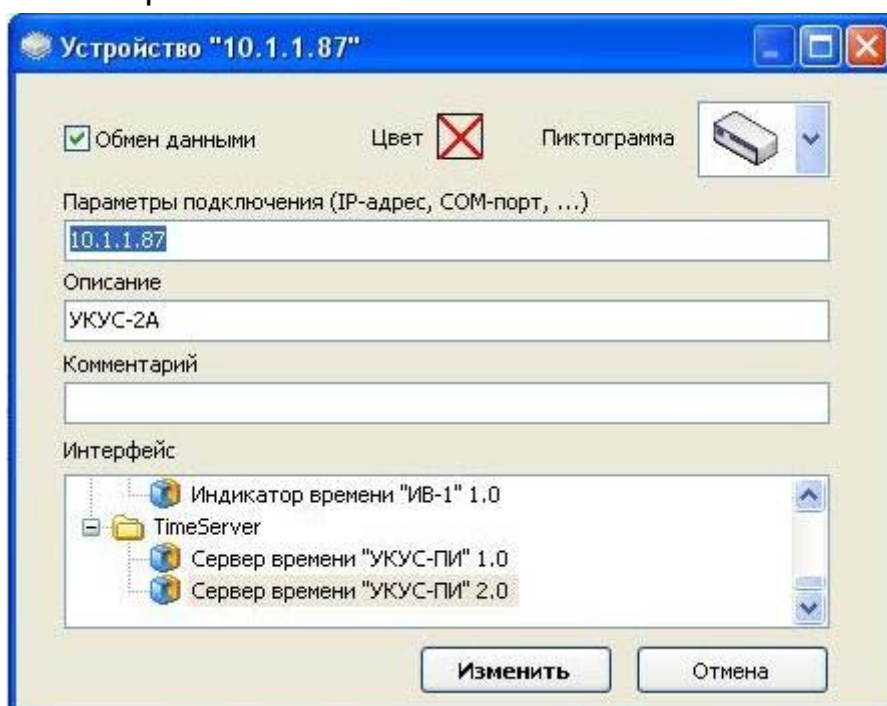 Устройство "10.1.1.87"
Обмен данными Цвет Пиктограмма
Параметры подключения (IP-адрес, COM-порт, ...)
10.1.1.87
Описание
УКУС-2А
Комментарий
Интерфейс
Индикатор времени "ИВ-1" 1.0
TimeServer
Сервер времени "УКУС-ПИ" 1.0
Сервер времени "УКУС-ПИ" 2.0
Изменить Отмена